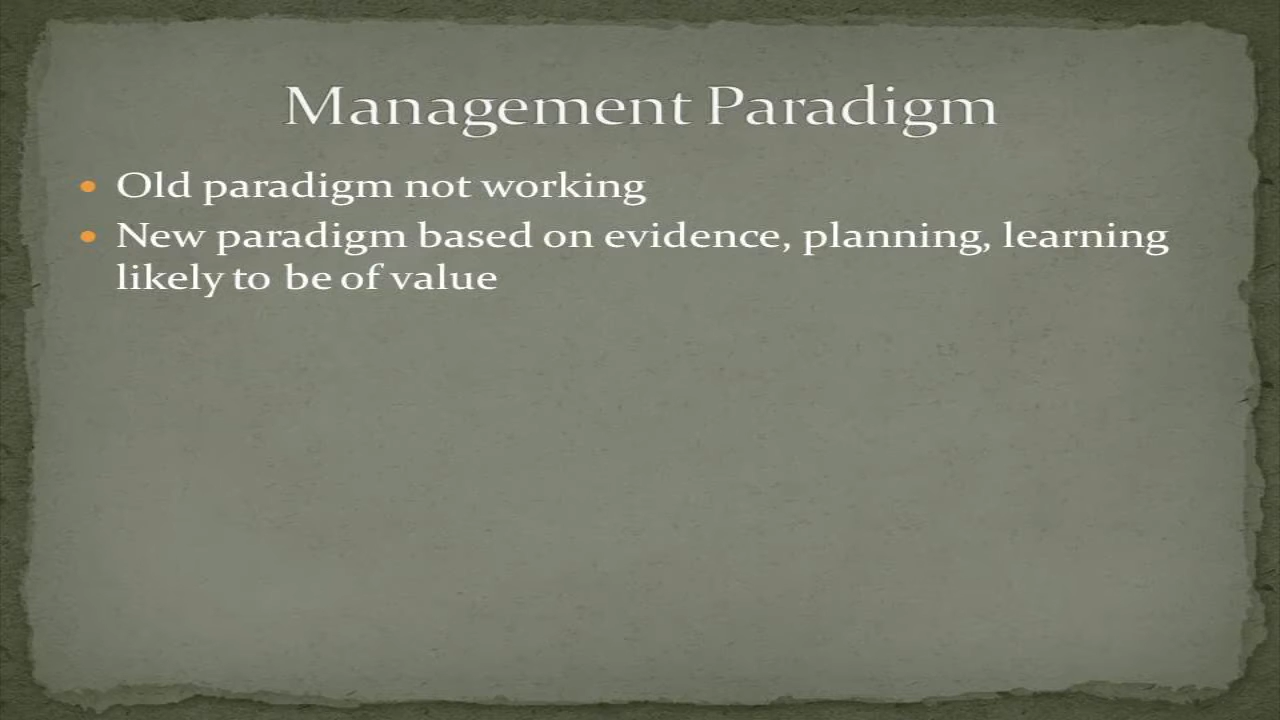 Management Paradigm
• Old paradigm not working
• New paradigm based on evidence, planning, learning
likely to be of value